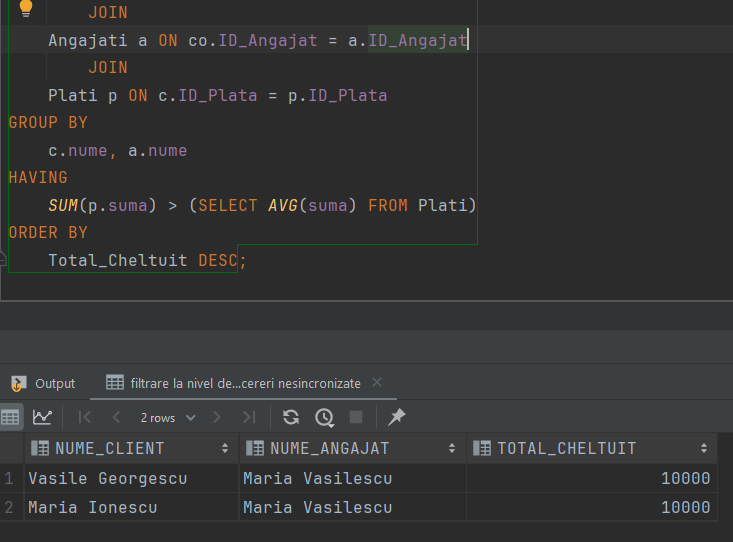 JOIN
Angajati a ON co.ID_Angajat = a.ID_Angajat
JOIN
Plati p ON c.ID_Plata = p.ID_Plata
GROUP BY
c.nume, a.nume
HAVING
SUM(p.suma) > (SELECT AVG(suma) FROM Plati)
ORDER BY
Total_Cheltuit DESC;
Output filtrare la nivel de...cereri nesincronizate
2 rows
NUME_CLIENT NUME_ANGAJAT TOTAL_CHELTUIT
1 Vasile Georgescu Maria Vasilescu 10000
2 Maria Ionescu Maria Vasilescu 10000